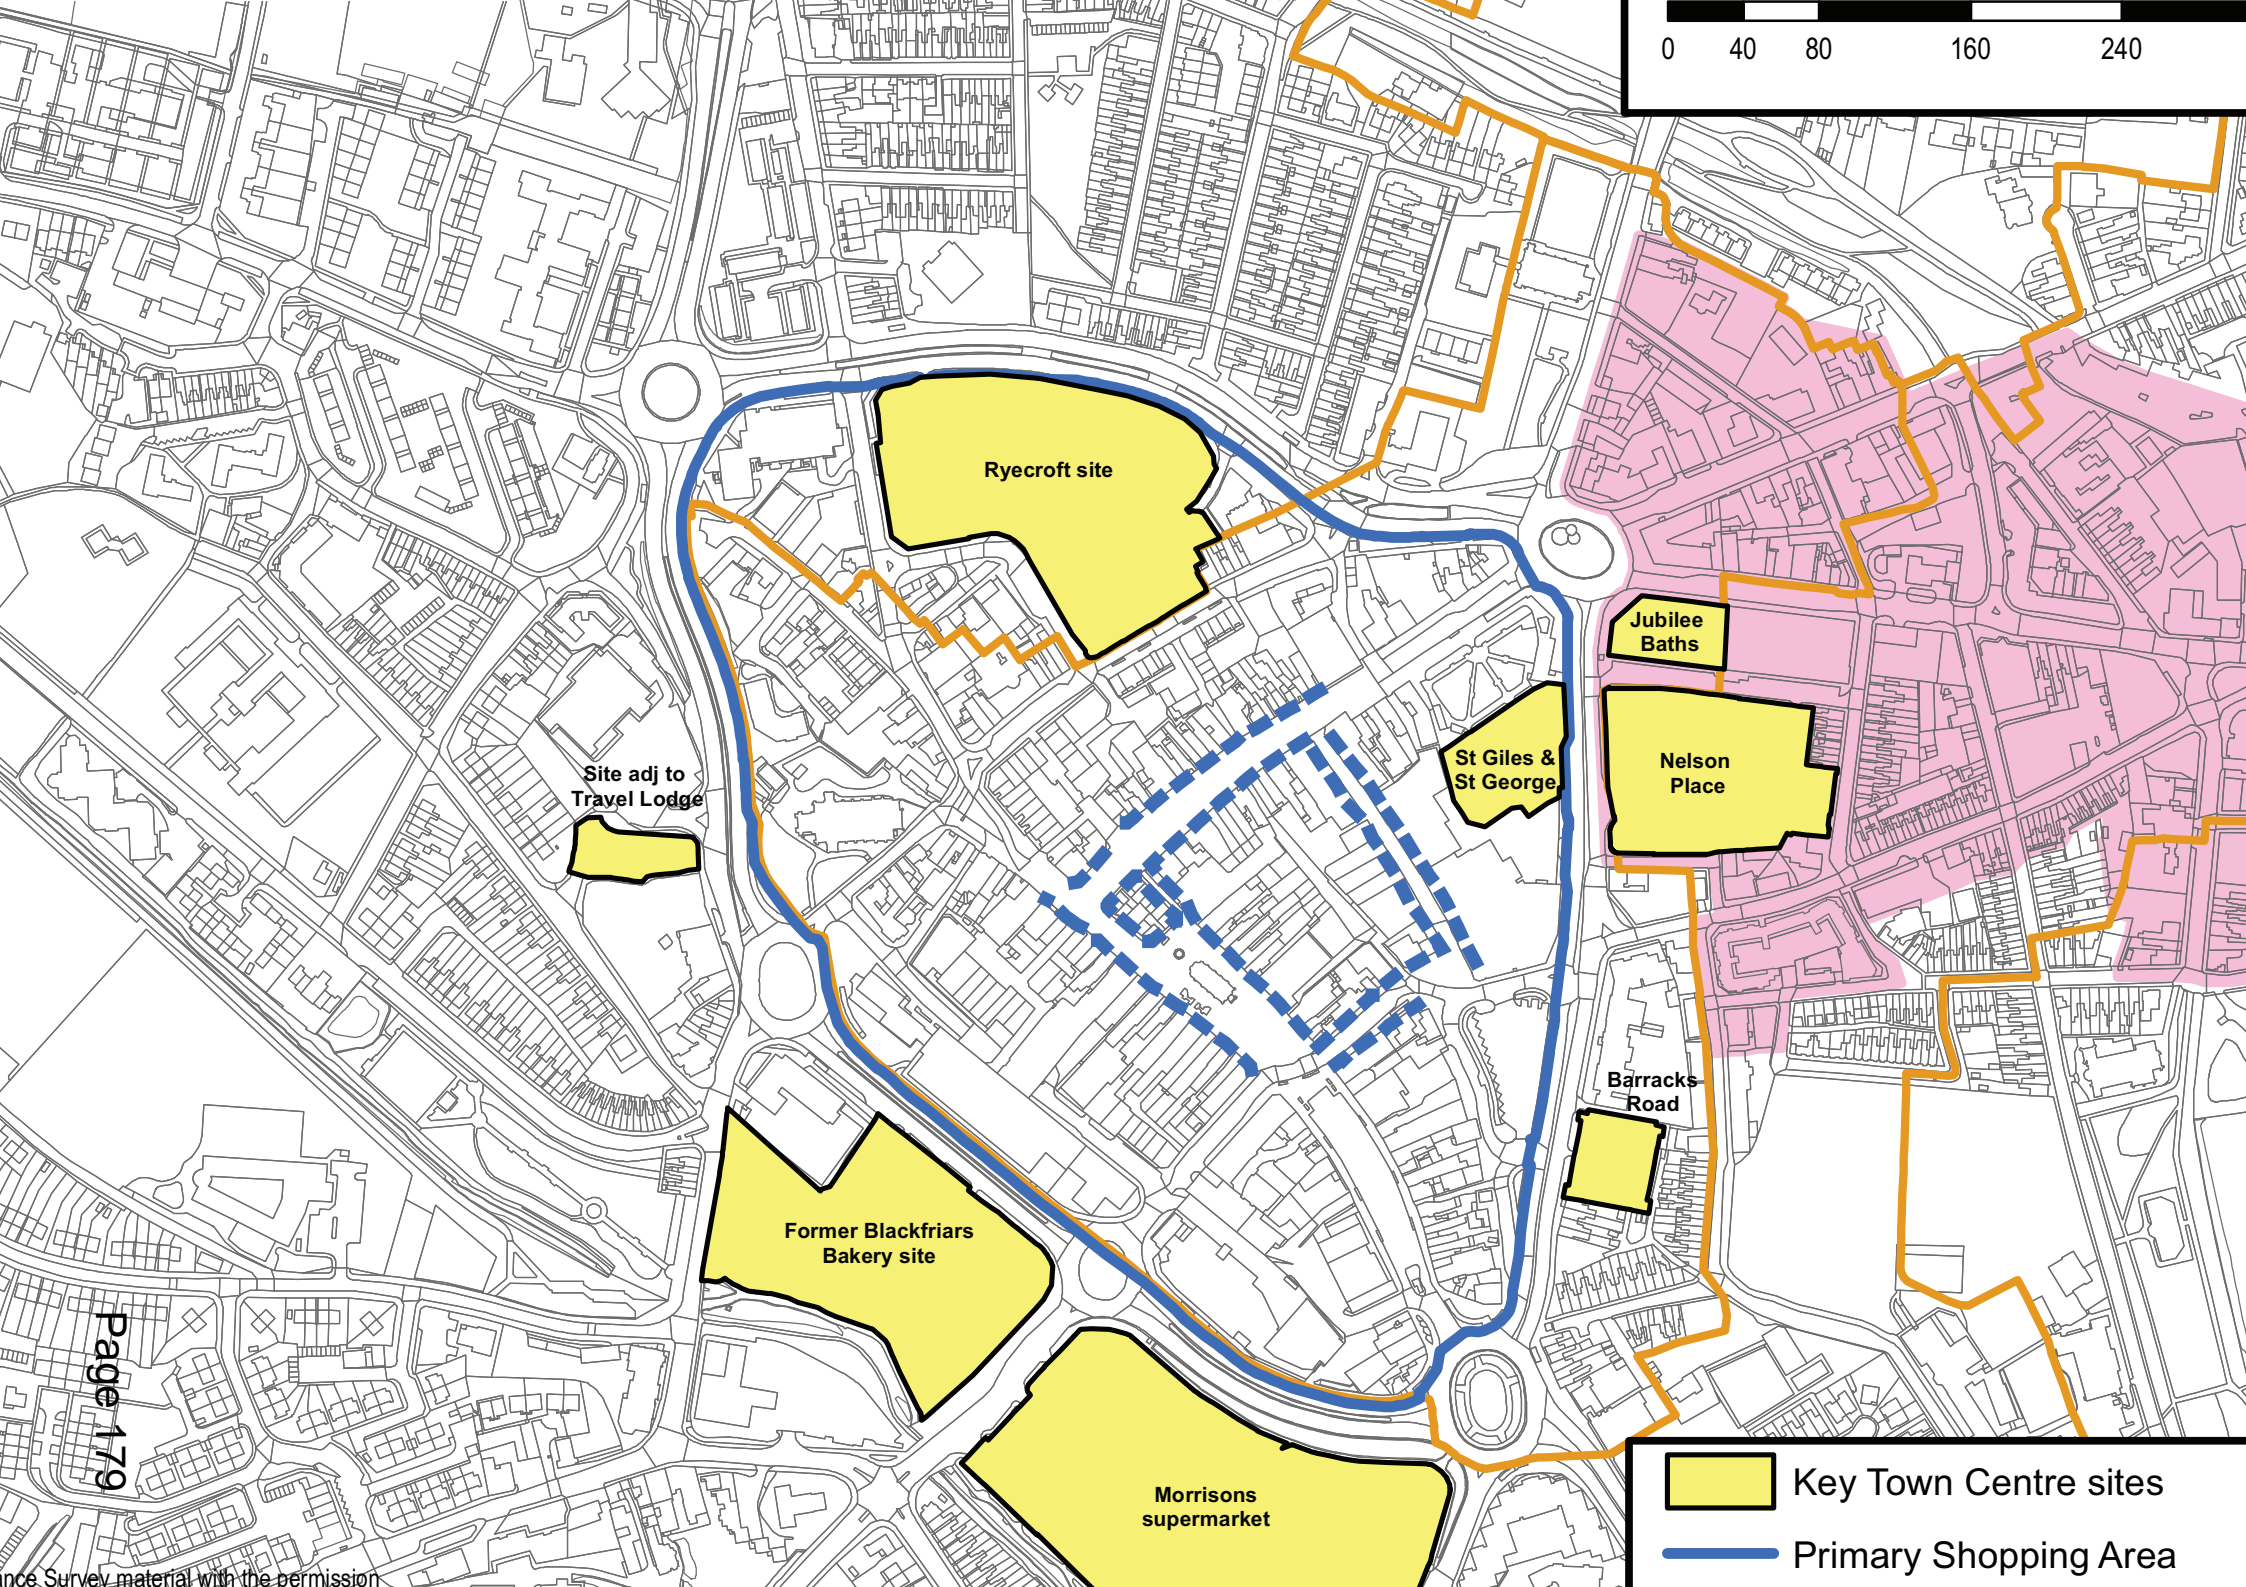 0 40 80 160 240
Ryecroft site
Jubilee
Baths
St Giles &
St George
Nelson
Place
Site adj to
Travel Lodge
Barracks
Road
Former Blackfriars
Bakery site
Morrisons
supermarket
Page 179
Key Town Centre sites
Primary Shopping Area
Survey material with the permission